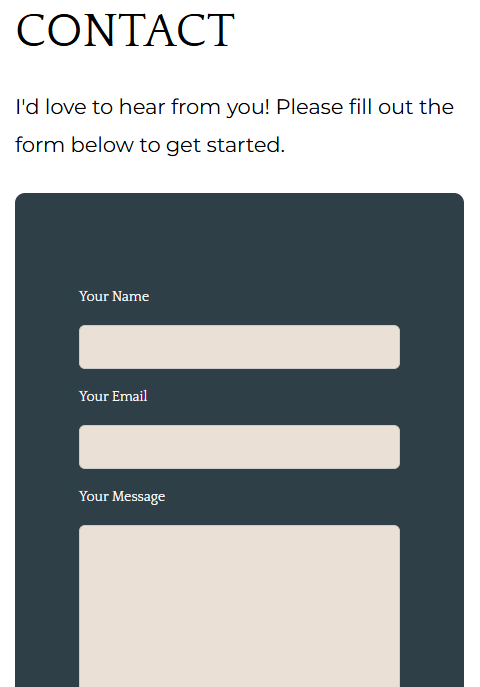 CONTACT
I'd love to hear from you! Please fill out the
form below to get started.
Your Name
Your Email
Your Message